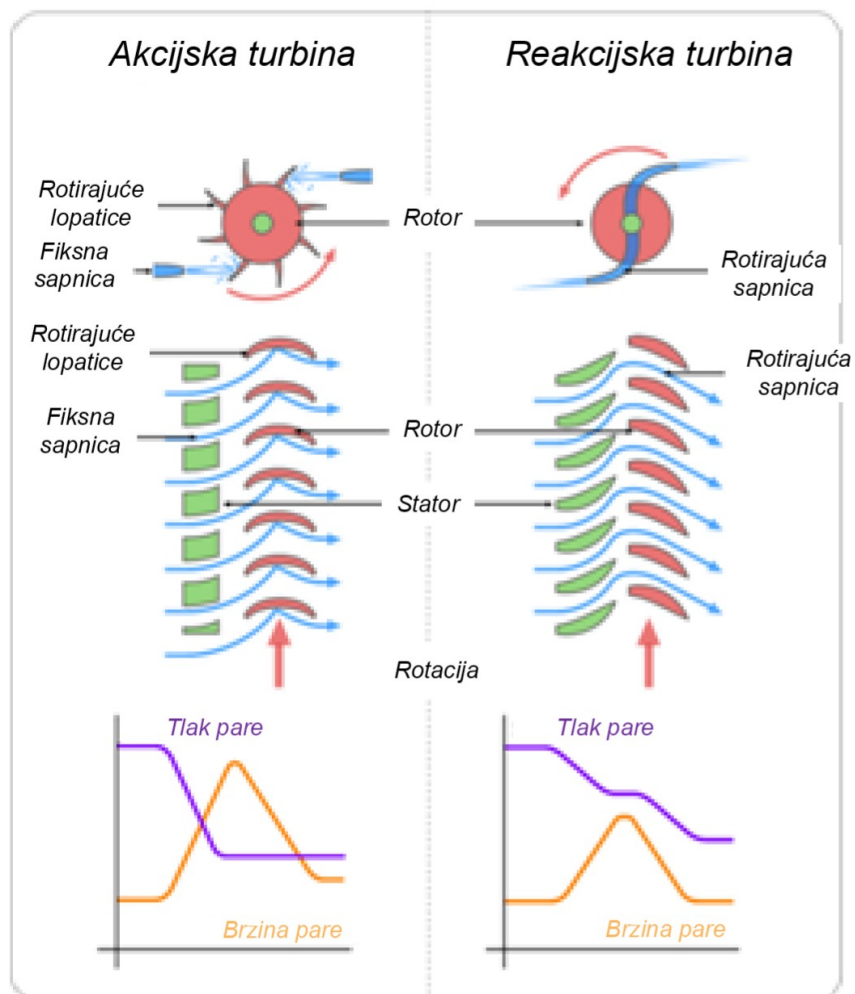 Akcijska turbina
Reakcijska turbina
Rotirajuće
lopatice
Fiksna
sapnica
Rotor
Rotirajuća
sapnica
Rotirajuće
lopatice
Fiksna
sapnica
Rotirajuća
sapnica
Rotor
Stator
Rotacija
Tlak pare
Brzina pare
Tlak pare
Brzina pare